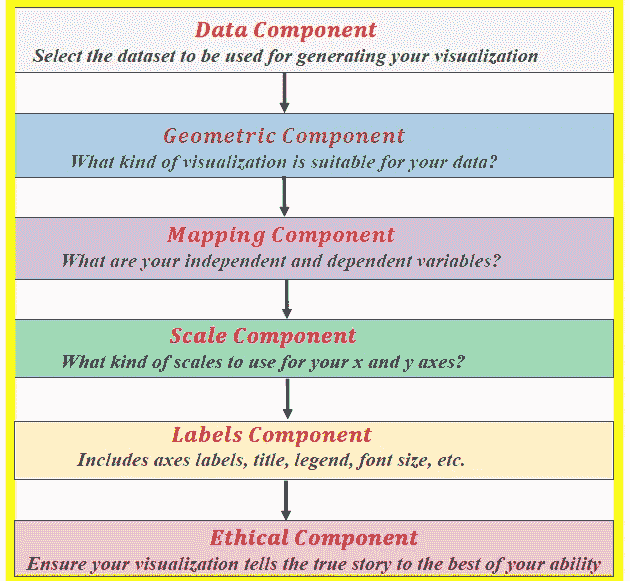 Data Component
Select the dataset to be used for generating your visualization
Geometric Component
What kind of visualization is suitable for your data?
Mapping Component
What are your independent and dependent variables?
Scale Component
What kind of scales to use for your x and y axes?
Labels Component
Includes axes labels, title, legend, font size, etc.
Ethical Component
Ensure your visualization tells the true story to the best of your ability